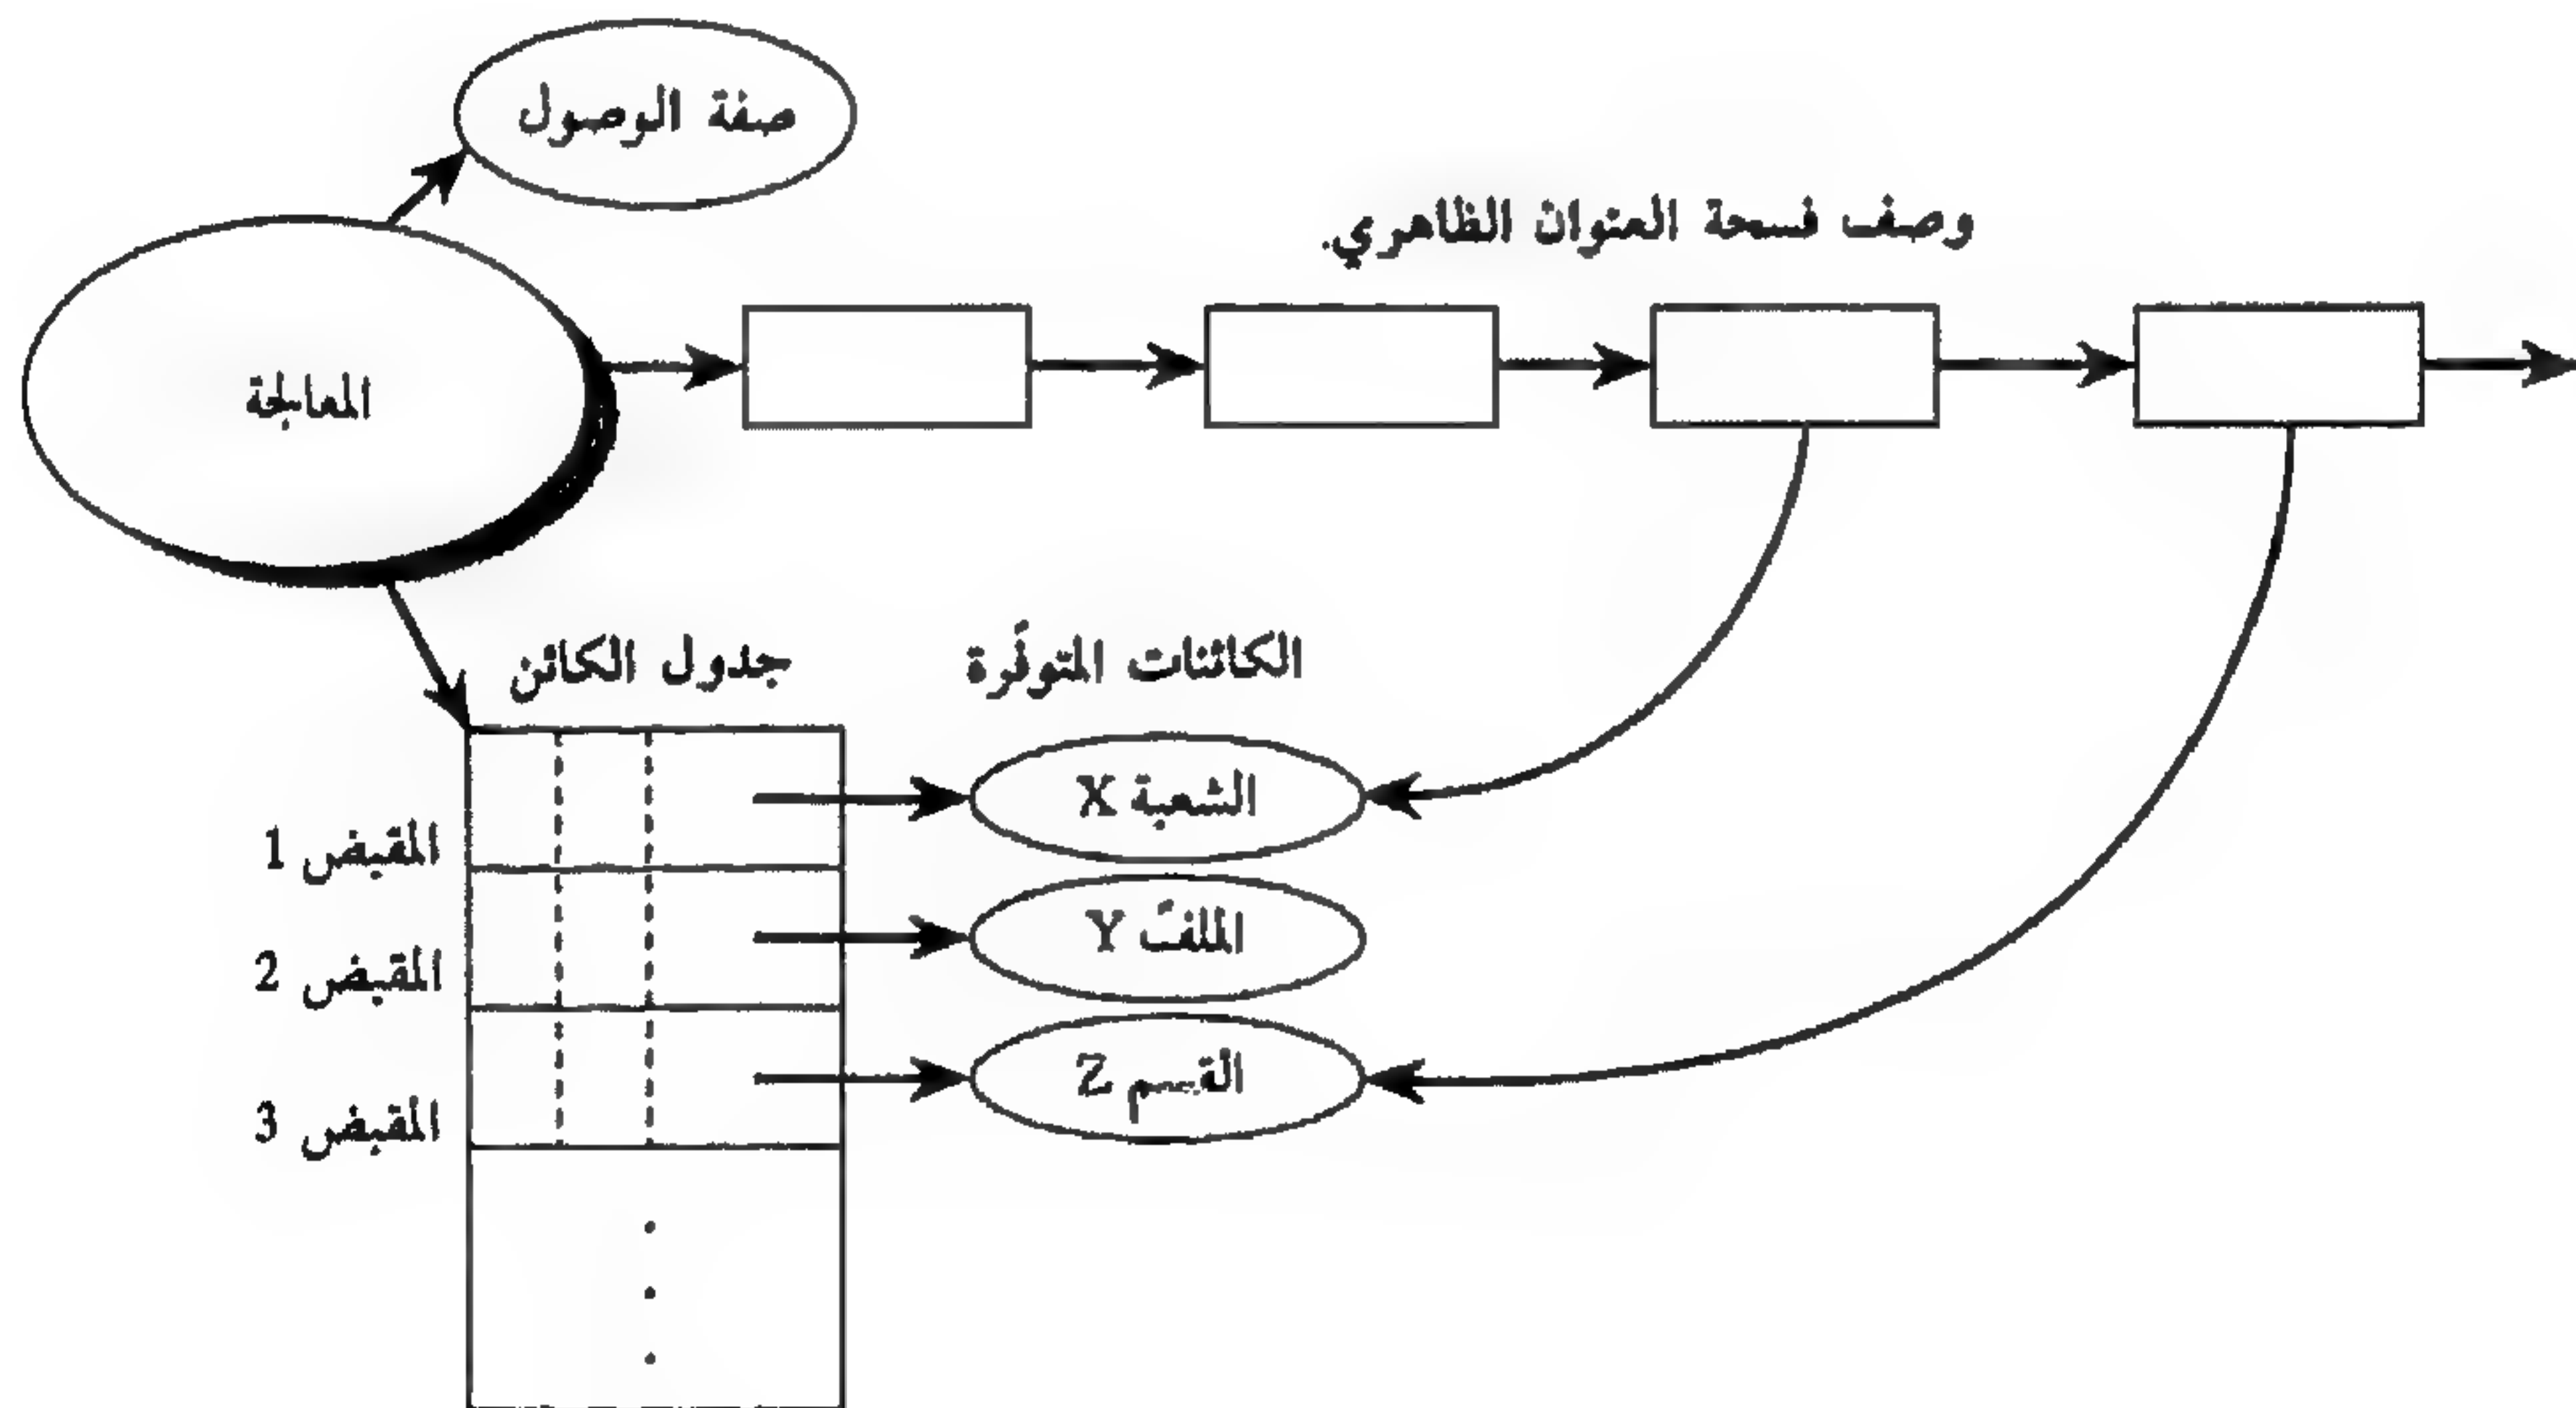 صفة الوصول
وصف فسحة العنوان الظاهري.
المعالجة
جدول الكائن
الكائنات المتوفّرة
المقبض 1
الشعبة X
المقبض 2
الملفّ Y
المقبض 3
القسم Z